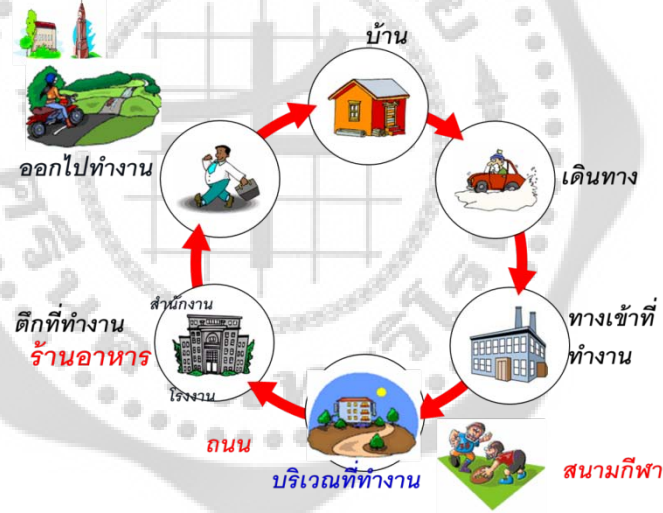 บ้าน
ออกไปทำงาน
เดินทาง
สำนักงาน
ตึกที่ทำงาน
ร้านอาหาร
โรงงาน
ทางเข้าที่
ทำงาน
ถนน
บริเวณที่ทำงาน
สนามกีฬา